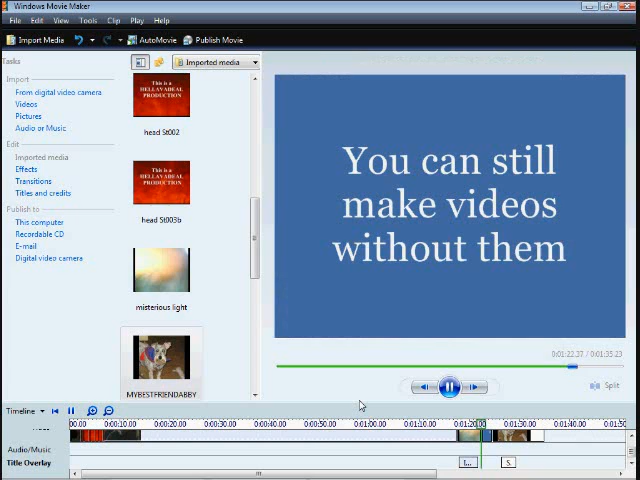 Windows Movie Maker
File Edit View Tools Clip Play Help
Import Media AutoMovie Publish Movie
Tasks
Import
From digital video camera
Videos
Pictures
Audio or Music
Edit
Imported media
Effects
Transitions
Titles and credits
Publish to
This computer
Recordable CD
E-mail
Digital video camera
Imported media
This is a
HELLAVADEAL
PRODUCTION
head St002
This is a
HELLAVADEAL
PRODUCTION
head St003b
misterious light
MYBESTFRIENDABBY
You can still
make videos
without them
0:01:22.37 / 0:01:35.23
Split
Timeline
00.00 0:00:10.00 0:00:20.00 0:00:30.00 0:00:40.00 0:00:50.00 0:01:00.00 0:01:10.00 0:01:20.00 0:01:30.00 0:01:40.00 0:01:50
Audio/Music
Title Overlay
I...
S.